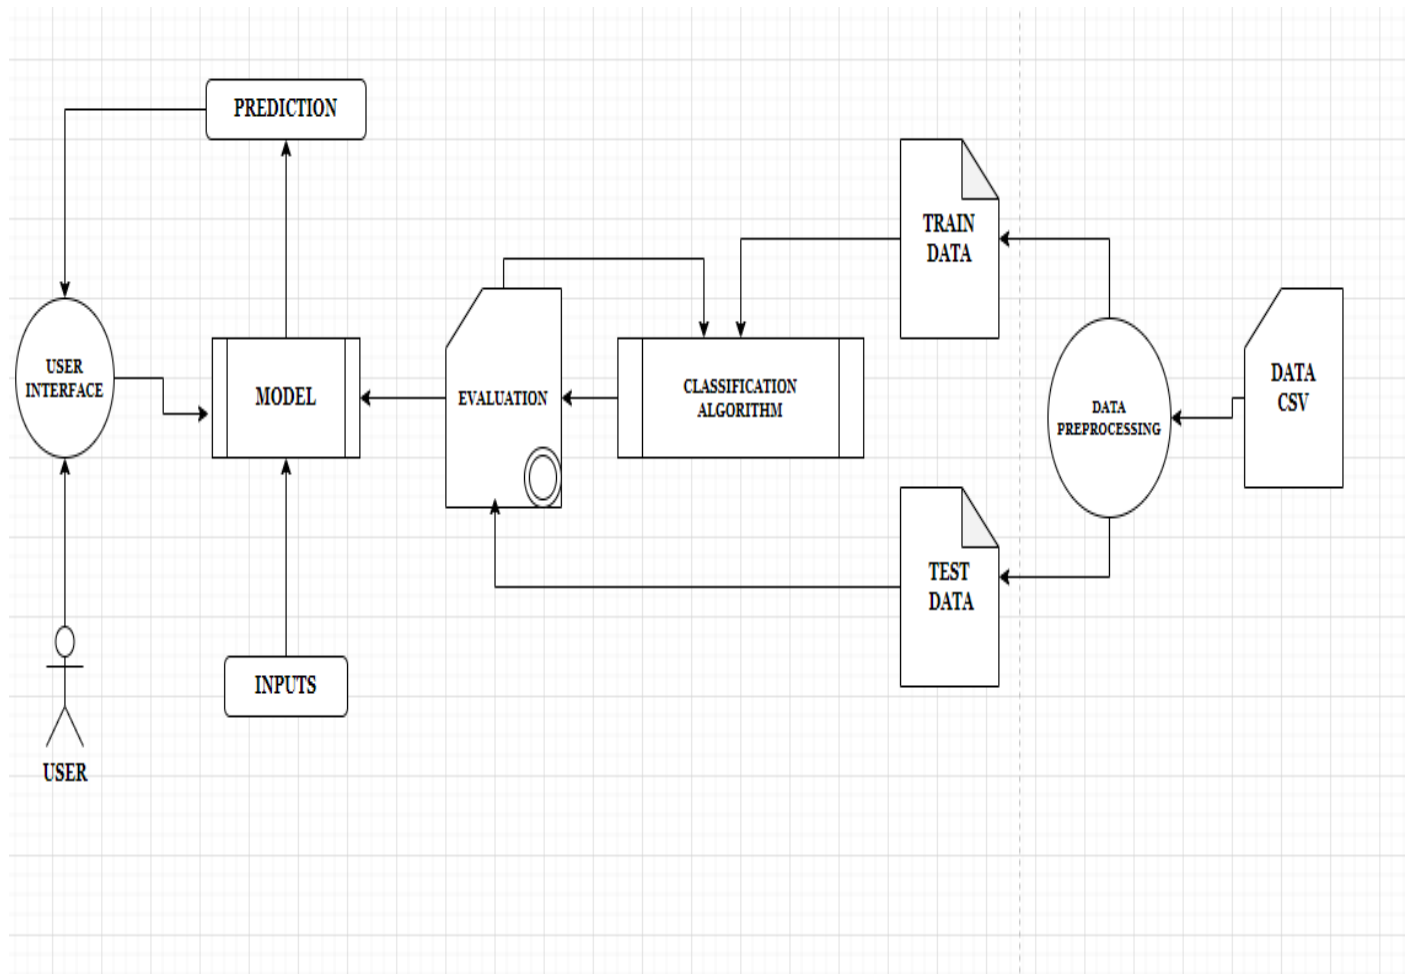 PREDICTION
TRAIN
DATA
USER
INTERFACE
MODEL
EVALUATION
CLASSIFICATION
ALGORITHM
DATA
PREPROCESSING
DATA
CSV
TEST
DATA
INPUTS
USER